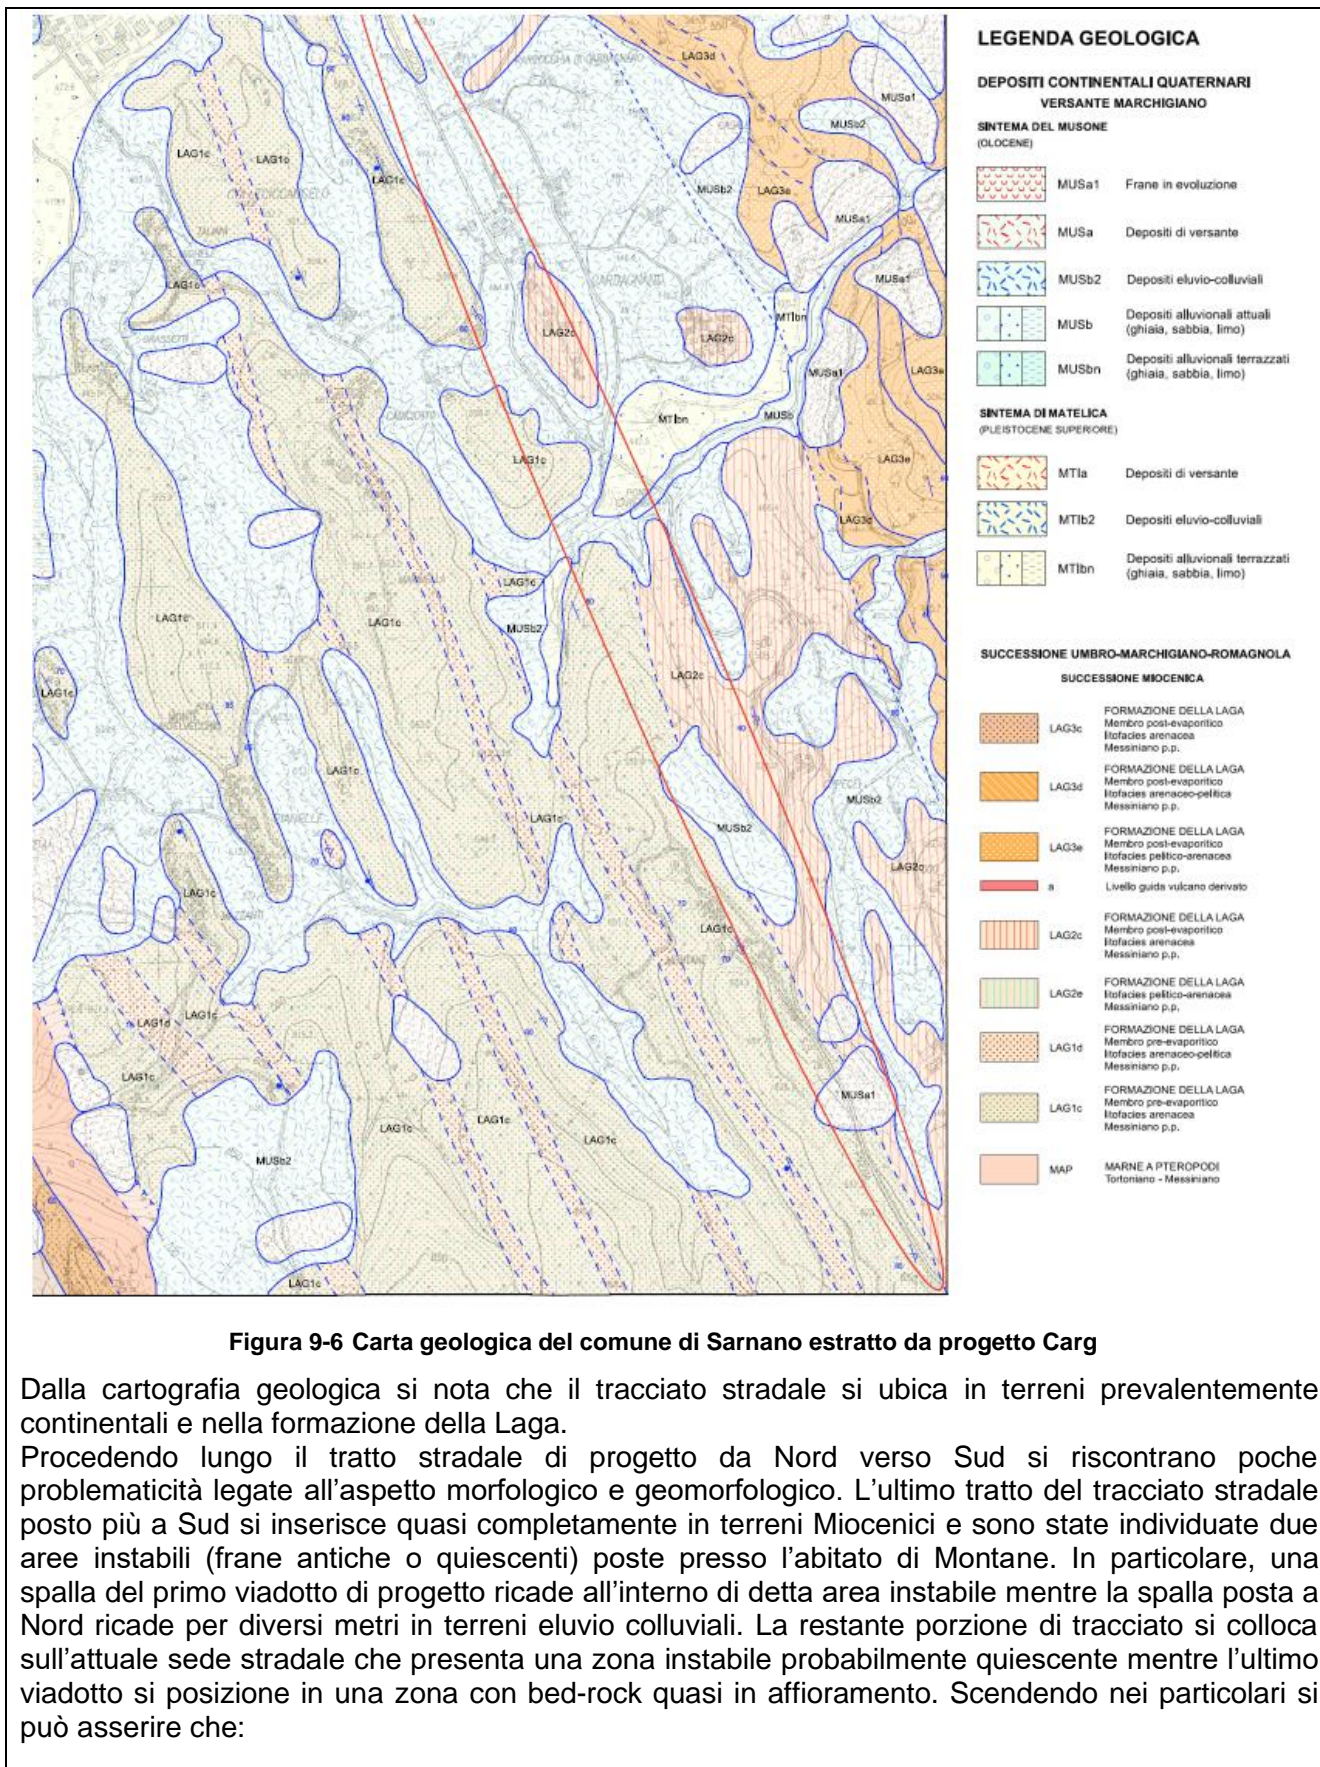 LEGENDA GEOLOGICA
DEPOSITI CONTINENTALI QUATERNARI
VERSANTE MARCHIGIANO
SINTEMA DEL MUSONE
(OLOCENE)
MUSa1 Frane in evoluzione
MUSa Depositi di versante
MUSb2 Depositi eluvio-colluviali
MUSb Depositi alluvionali attuali
(ghiaia, sabbia, limo)
MUSbn Depositi alluvionali terrazzati
(ghiaia, sabbia, limo)
SINTEMA DI MATELICA
(PLEISTOCENE SUPERIORE)
MTIa Depositi di versante
MTIb2 Depositi eluvio-colluviali
MTIbn Depositi alluvionali terrazzati
(ghiaia, sabbia, limo)
SUCCESSIONE UMBRO-MARCHIGIANO-ROMAGNOLA
SUCCESSIONE MIOCENICA
LAG3c FORMAZIONE DELLA LAGA
Membro post-evaporitico
litofacies arenacea
Messiniano p.p.
LAG3d FORMAZIONE DELLA LAGA
Membro post-evaporitico
litofacies arenaceo-pelitica
Messiniano p.p.
LAG3e FORMAZIONE DELLA LAGA
Membro post-evaporitico
litofacies pelitico-arenacea
Messiniano p.p.
a Livello guida vulcano derivato
LAG2c FORMAZIONE DELLA LAGA
Membro post-evaporitico
litofacies arenacea
Messiniano p.p.
LAG2e FORMAZIONE DELLA LAGA
litofacies pelitico-arenacea
Messiniano p.p.
LAG1d FORMAZIONE DELLA LAGA
Membro pre-evaporitico
litofacies arenaceo-pelitica
Messiniano p.p.
LAG1c FORMAZIONE DELLA LAGA
Membro pre-evaporitico
litofacies arenacea
Messiniano p.p.
MAP MARNE A PTEROPODI
Tortoniano - Messiniano
LAG3d
MUSa1
MUSb2
LAG1c
LAG1c
LAG1c
MUSb2
LAG3e
MUSa1
MUSa1
LAG1c
LAG2c
LAG2c
MTIbn
MUSa1
LAG3e
MTIbn
MUSb
LAG1c
LAG3e
LAG3d
LAG1c
LAG1c
LAG1c
MUSb2
LAG2c
LAG1c
LAG1c
LAG1c
MUSb2
MUSb2
LAG2c
LAG1c
LAG1c
LAG1d
LAG1c
LAG1c
MUSa1
LAG1c
LAG1c
LAG1c
MUSb2
LAG1c
Figura 9-6 Carta geologica del comune di Sarnano estratto da progetto Carg
Dalla cartografia geologica si nota che il tracciato stradale si ubica in terreni prevalentemente
continentali e nella formazione della Laga.
Procedendo lungo il tratto stradale di progetto da Nord verso Sud si riscontrano poche
problematicità legate all’aspetto morfologico e geomorfologico. L’ultimo tratto del tracciato stradale
posto più a Sud si inserisce quasi completamente in terreni Miocenici e sono state individuate due
aree instabili (frane antiche o quiescenti) poste presso l’abitato di Montane. In particolare, una
spalla del primo viadotto di progetto ricade all’interno di detta area instabile mentre la spalla posta a
Nord ricade per diversi metri in terreni eluvio colluviali. La restante porzione di tracciato si colloca
sull’attuale sede stradale che presenta una zona instabile probabilmente quiescente mentre l’ultimo
viadotto si posizione in una zona con bed-rock quasi in affioramento. Scendendo nei particolari si
può asserire che: